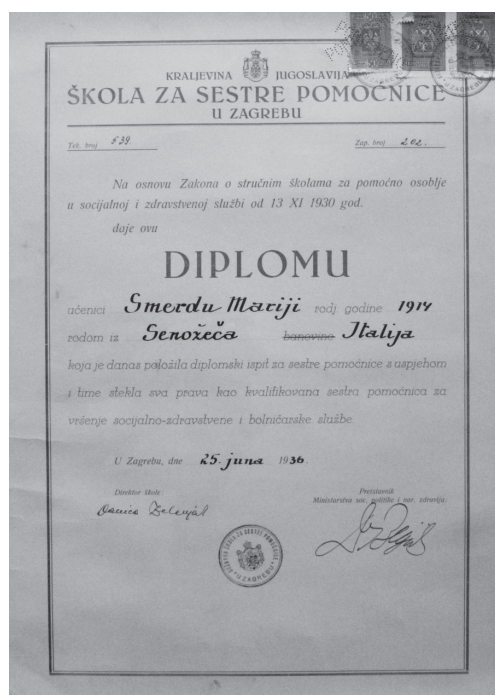 KRALJEVINA JUGOSLAVIJA
ŠKOLA ZA SESTRE POMOĆNICE
U ZAGREBU
Tek. broj 539. Zap. broj 202.
Na osnovu Zakona o stručnim školama za pomoćno osoblje
u socijalnoj i zdravstvenoj službi od 13 XI 1930 god.
daje ovu
DIPLOMU
učenici Smerdu Mariji rodj. godine 1914
rodom iz Senožeča banovine Italija
koja je danas položila diplomski ispit za sestre pomoćnice s uspjehom
i time stekla sva prava kao kvalifikovana sestra pomoćnica za
vršenje socijalno-zdravstvene i bolničarske službe.
U Zagrebu, dne 25. juna 1936.
Direktor škole: Pretstavnik
Ministarstva soc. politike i nar. zdravlja:
Danica
U ZAGREBU